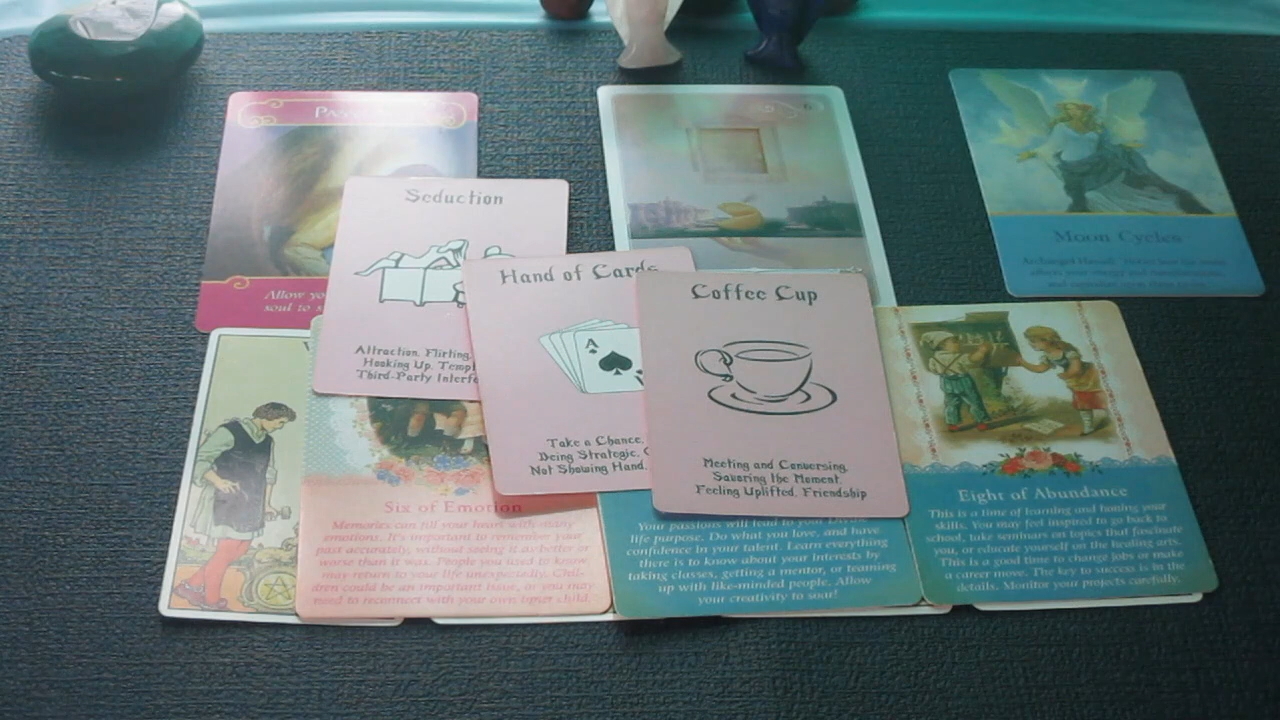 Pa
Allow yo
soul to s
Seduction
Attraction. Flirting.
Hooking Up. Temp
Third-Party Interfe
Hand of Cards
A
Take a Chance.
Being Strategic.
Not Showing Hand.
Coffee Cup
Meeting and Conversing.
Savoring the Moment.
Feeling Uplifted. Friendship
Moon Cycles
Archangel Haniel:
Six of Emotion
Memories can fill your heart with many
emotions. It's important to remember your
past accurately, without seeing it as better or
worse than it was. People you used to know
may return to your life unexpectedly. Chil-
dren could be an important issue, or you may
need to reconnect with your own inner child.
Your passions will lead to your Divine
life purpose. Do what you love, and have
confidence in your talent. Learn everything
there is to know about your interests by
taking classes, getting a mentor, or teaming
up with like-minded people. Allow
your creativity to soar!
Eight of Abundance
This is a time of learning and honing your
skills. You may feel inspired to go back to
school, take seminars on topics that fascinate
you, or educate yourself on the healing arts.
This is a good time to change jobs or make
a career move. The key to success is in the
details. Monitor your projects carefully.